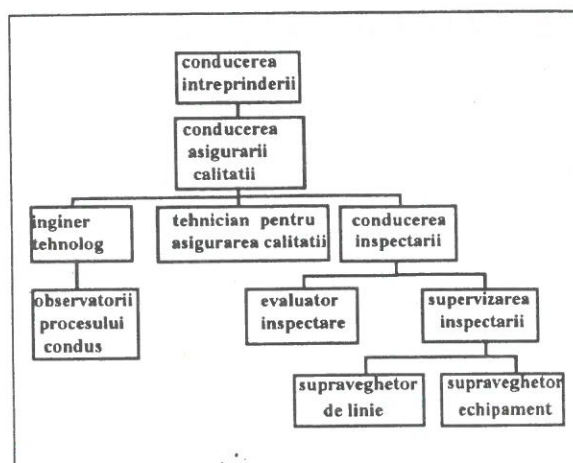 conducerea
intreprinderii
conducerea
asigurarii
calitatii
inginer
tehnolog
tehnician pentru
asigurarea calitatii
conducerea
inspectarii
observatorii
procesului
condus
evaluator
inspectare
supervizarea
inspectarii
supraveghetor
de linie
supraveghetor
echipament